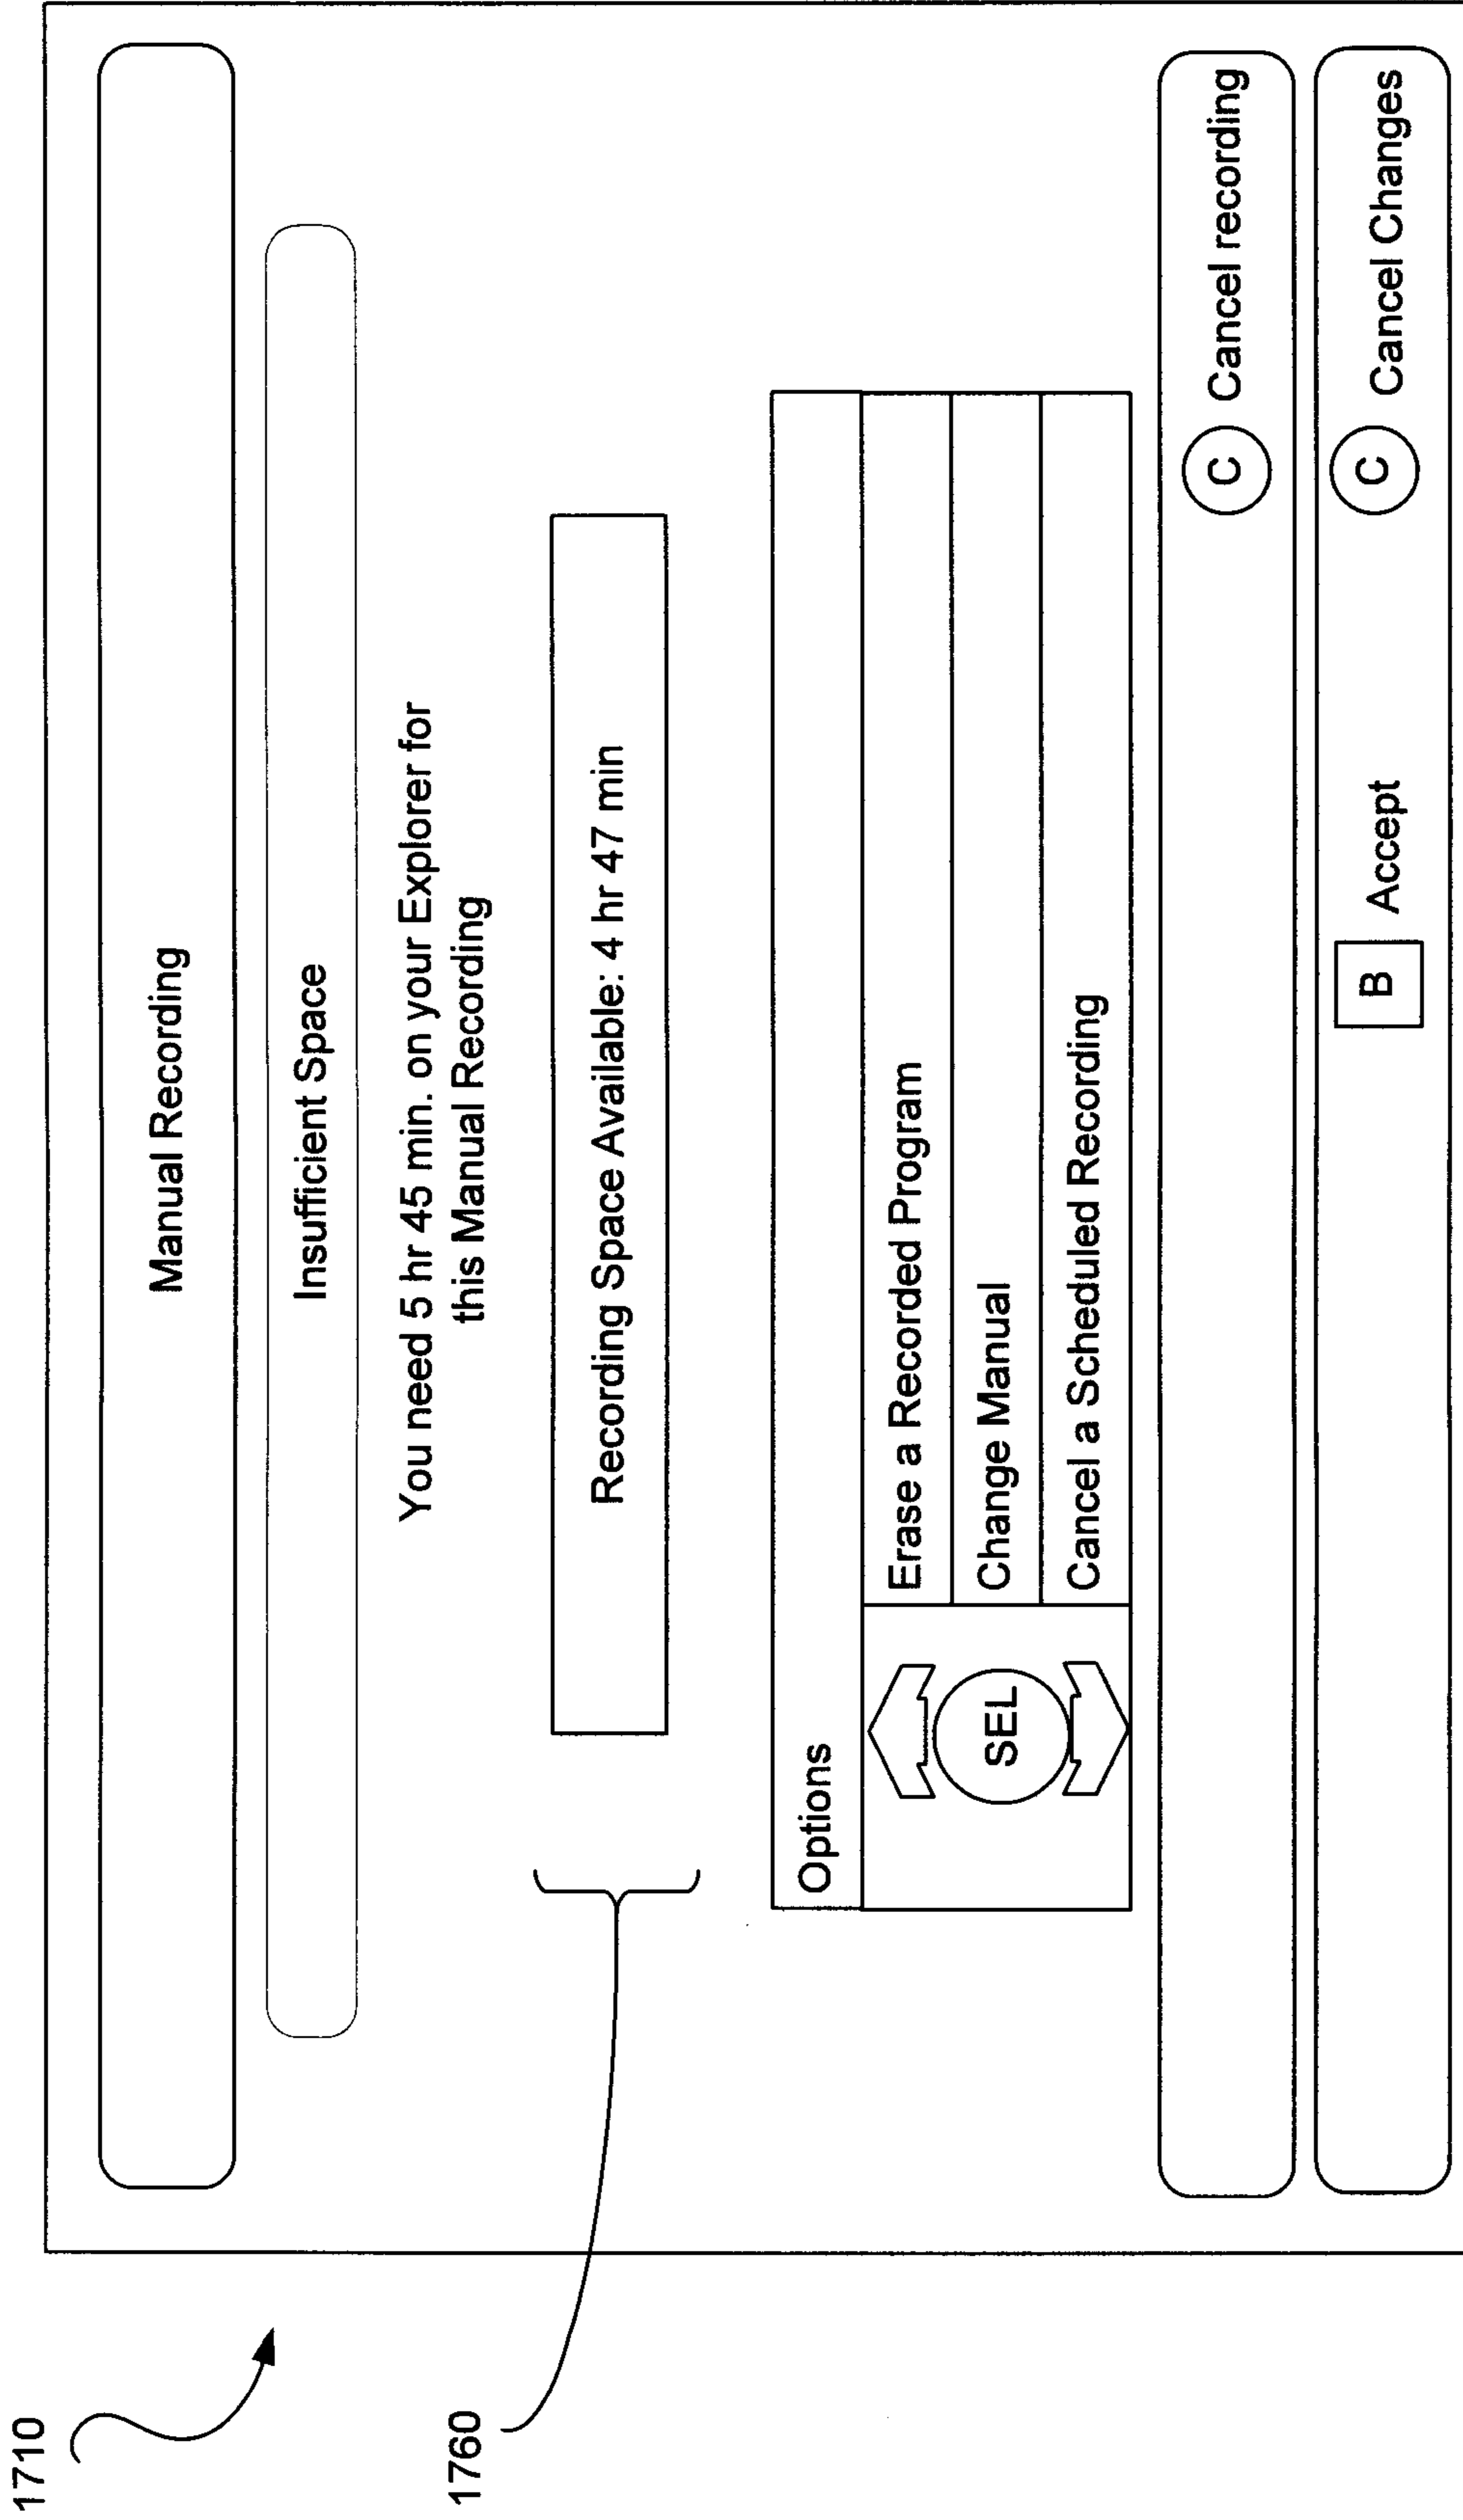 1710
Manual Recording
Insufficient Space
You need 5 hr 45 min. on your Explorer for
this Manual Recording
1760
Recording Space Available: 4 hr 47 min
Options
SEL
Erase a Recorded Program
Change Manual
Cancel a Scheduled Recording
C Cancel recording
B Accept C Cancel Changes